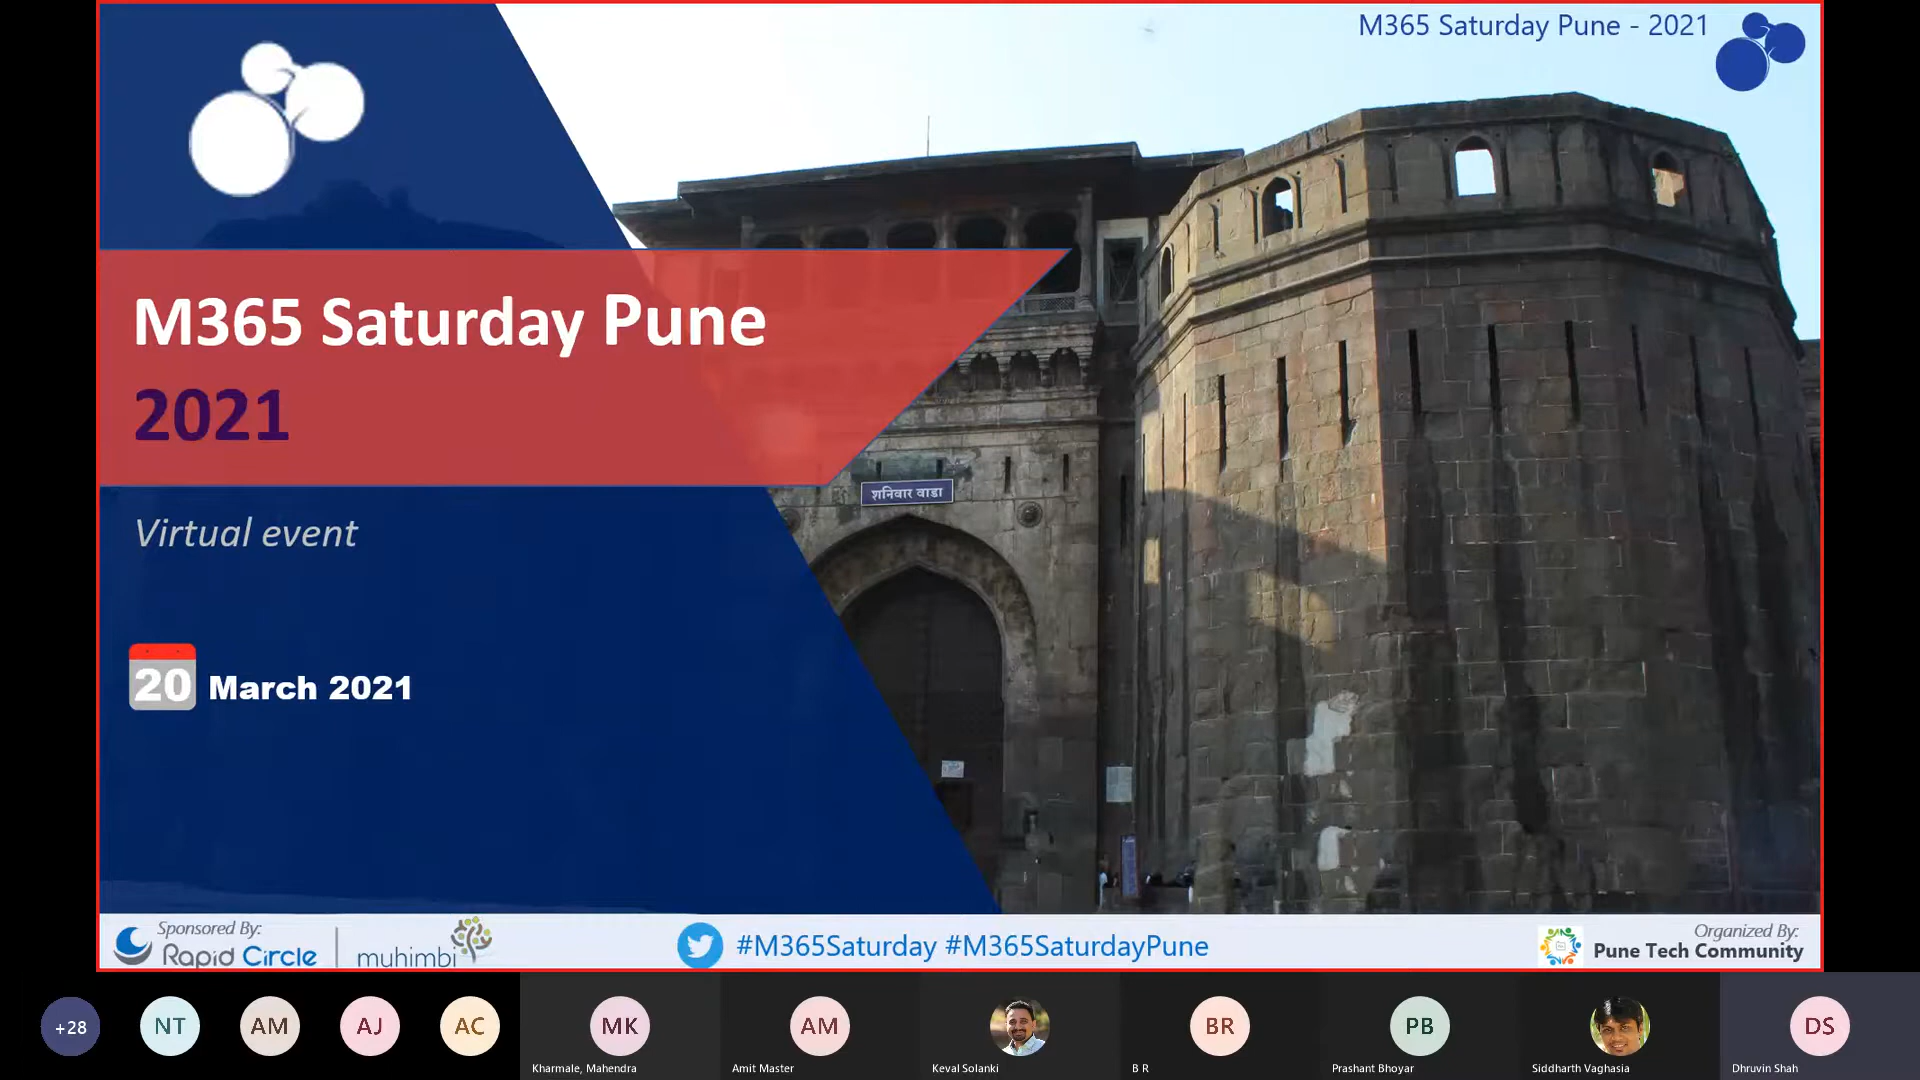 M365 Saturday Pune - 2021
M365 Saturday Pune
2021
शनिवार वाडा
Virtual event
20 March 2021
Sponsored By:
Rapid Circle
muhimbi
#M365Saturday #M365SaturdayPune
Organized By:
Pune Tech Community
+28
NT
AM
AJ
AC
MK
AM
BR
PB
DS
Kharmale, Mahendra
Amit Master
Keval Solanki
B R
Prashant Bhoyar
Siddharth Vaghasia
Dhruvin Shah